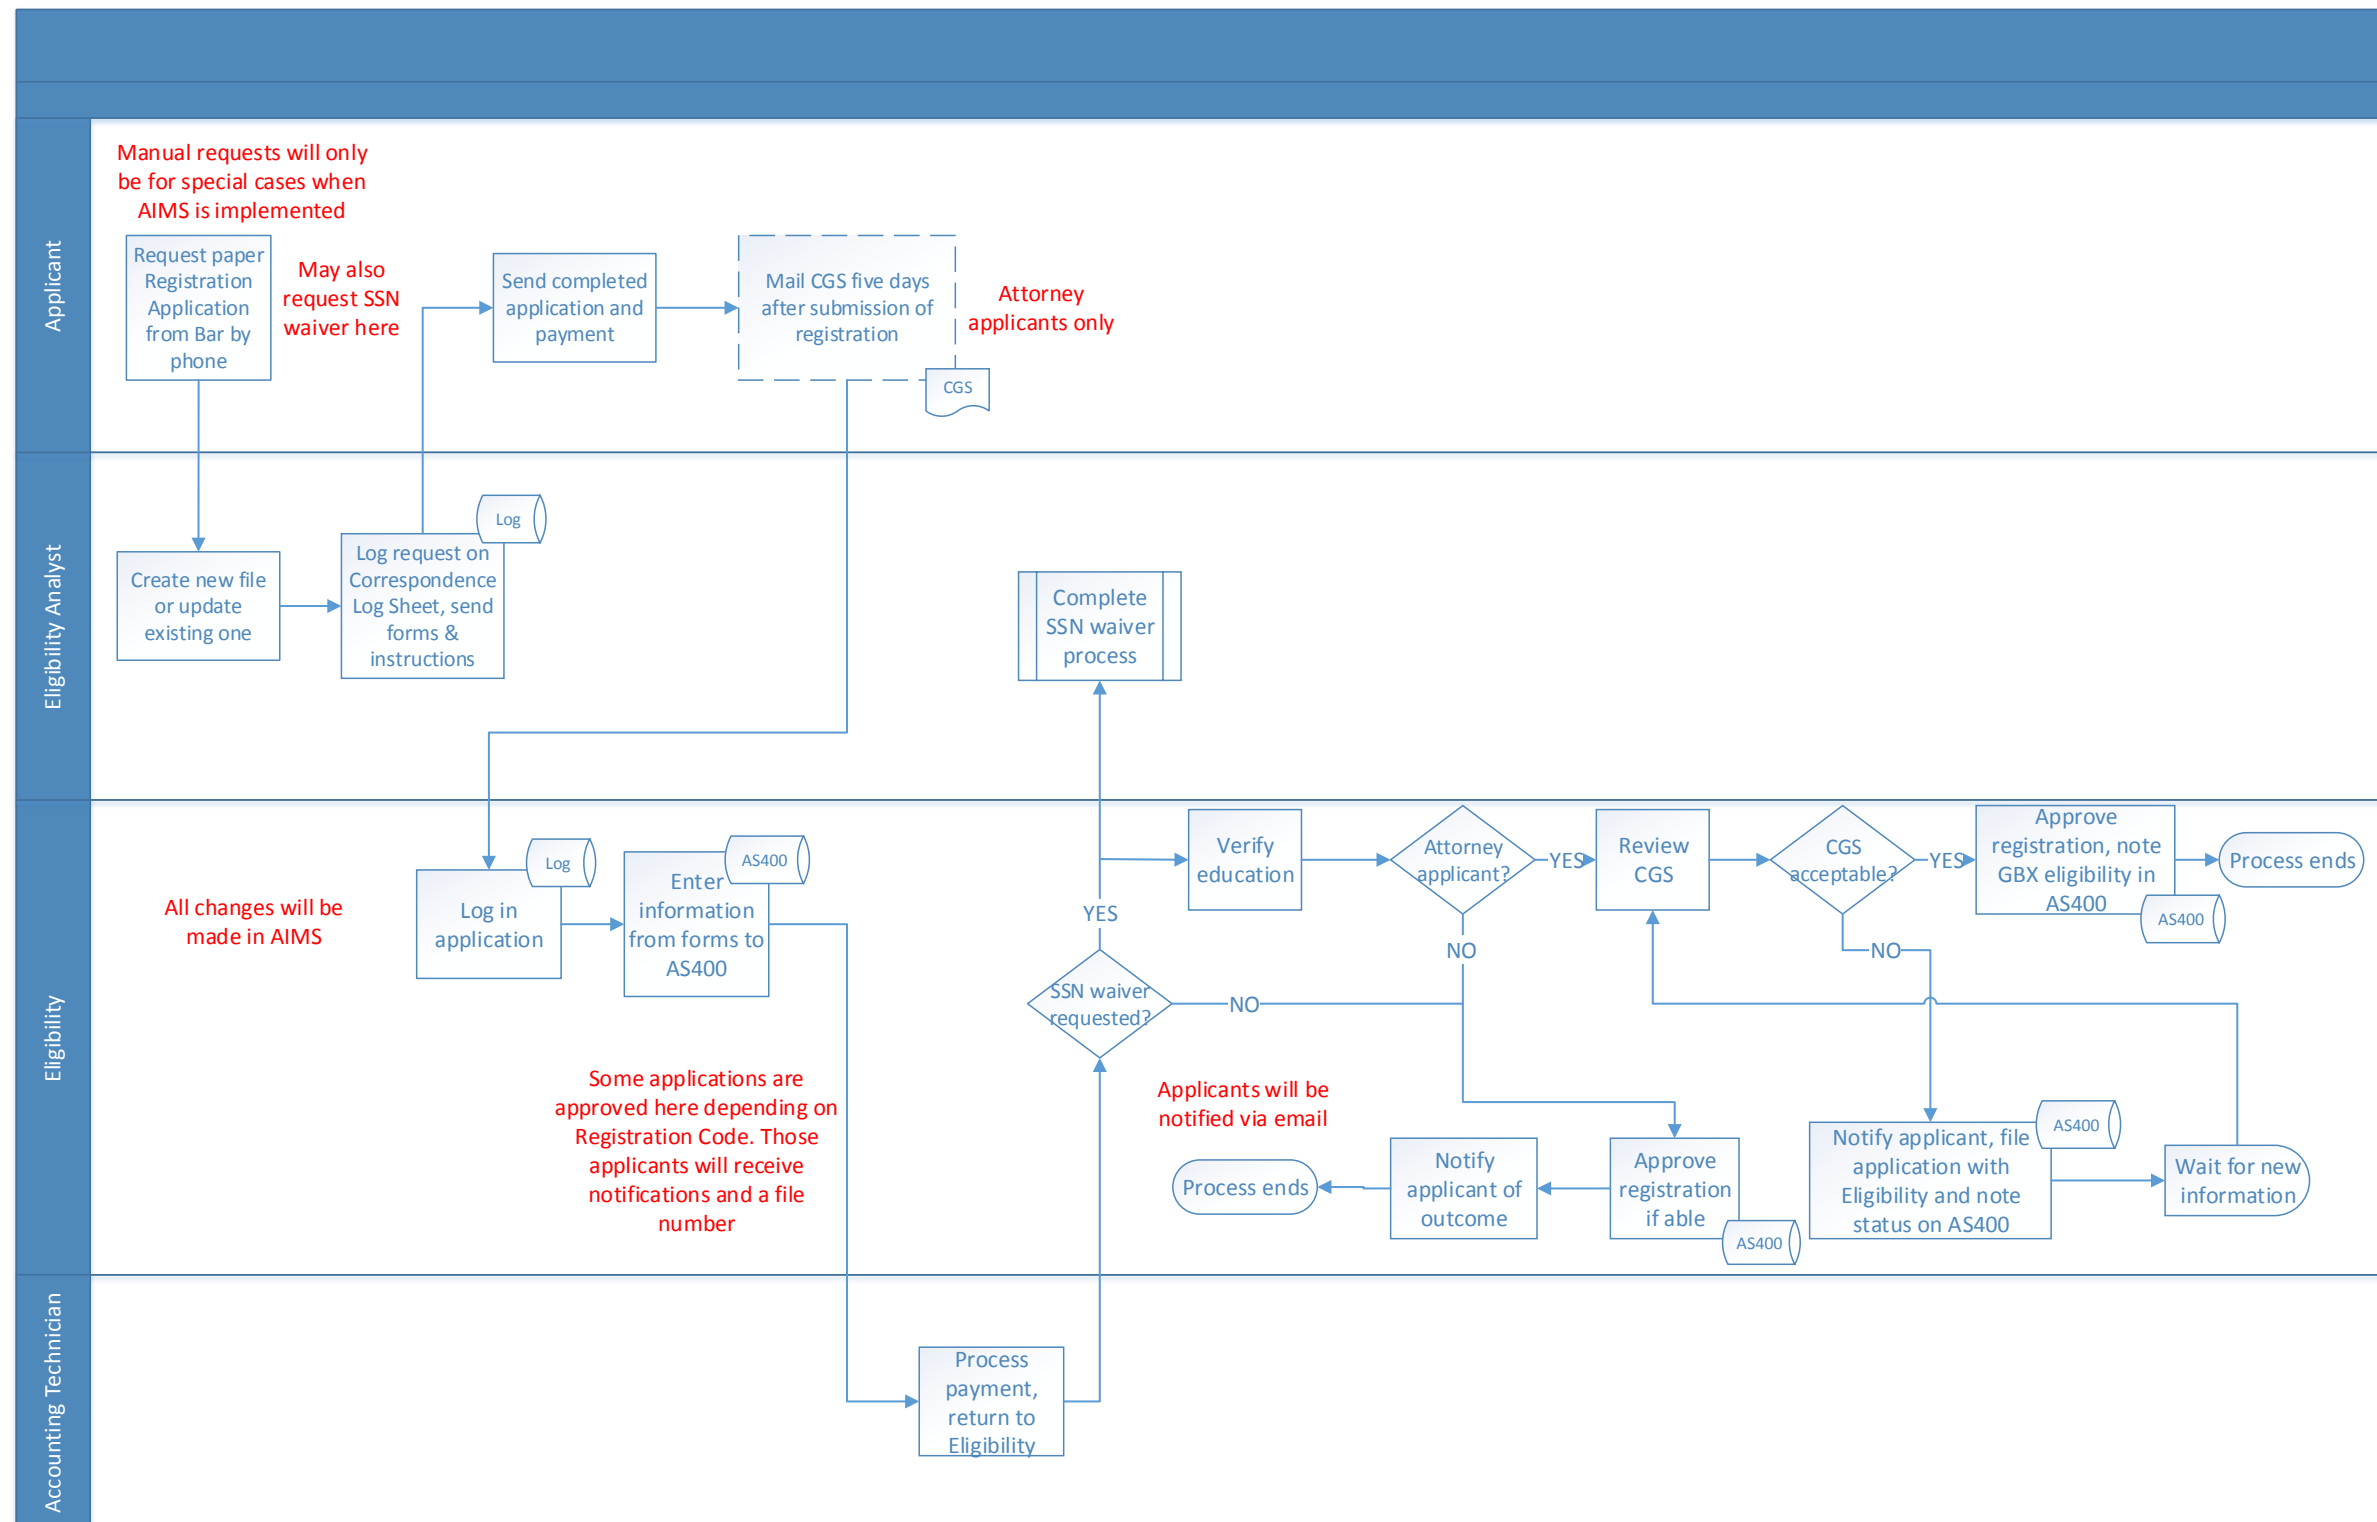 Applicant
Manual requests will only
be for special cases when
AIMS is implemented
Request paper
Registration
Application
from Bar by
phone
May also
request SSN
waiver here
Send completed
application and
payment
Mail CGS five days
after submission of
registration
CGS
Attorney
applicants only
Eligibility Analyst
Create new file
or update
existing one
Log
Log request on
Correspondence
Log Sheet, send
forms &
instructions
Complete
SSN waiver
process
Eligibility
All changes will be
made in AIMS
Log
Log in
application
AS400
Enter
information
from forms to
AS400
Some applications are
approved here depending on
Registration Code. Those
applicants will receive
notifications and a file
number
YES
SSN waiver
requested?
NO
Verify
education
Attorney
applicant?
YES
NO
Review
CGS
CGS
acceptable?
YES
NO
Approve
registration, note
GBX eligibility in
AS400
AS400
Process ends
Applicants will be
notified via email
Process ends
Notify
applicant of
outcome
Approve
registration
if able
AS400
AS400
Notify applicant, file
application with
Eligibility and note
status on AS400
Wait for new
information
Accounting Technician
Process
payment,
return to
Eligibility